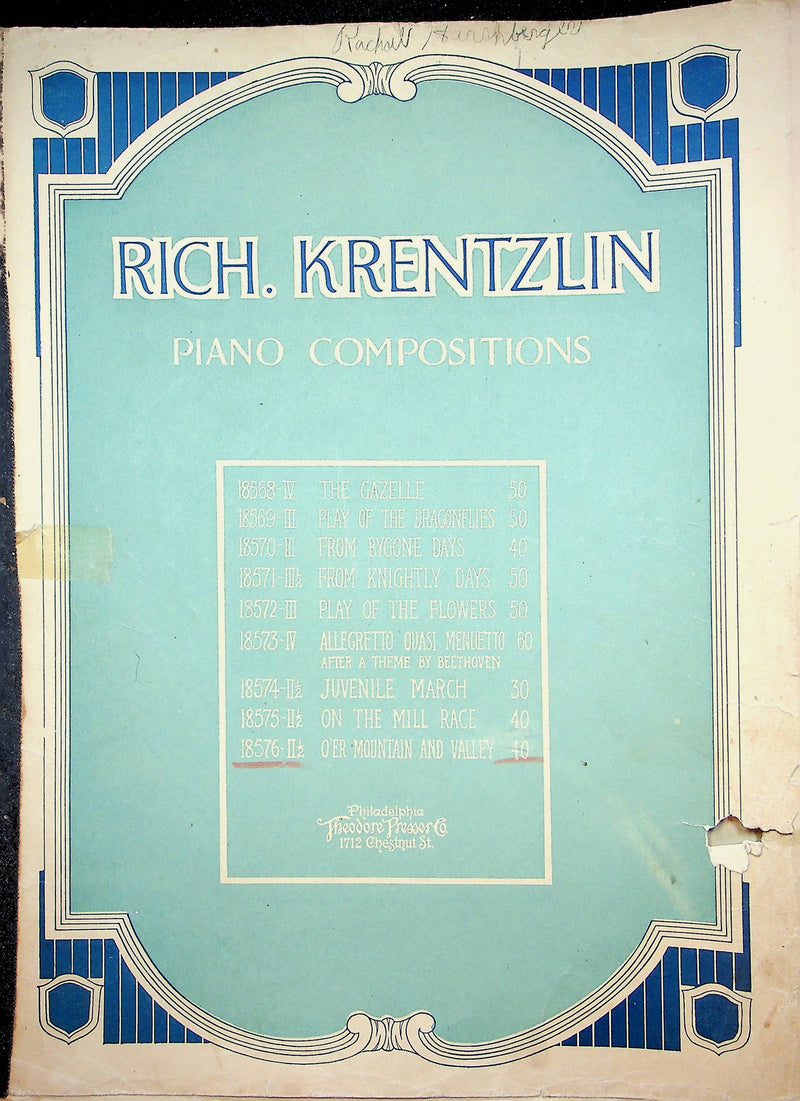 RICH. KRENTZLIN
PIANO COMPOSITIONS
18568-IV THE GAZELLE 50
18569-III PLAY OF THE DRAGONFLIES 50
18570-III FROM BYGONE DAYS 40
18571-III½ FROM KNIGHTLY DAYS 50
18572-III PLAY OF THE FLOWERS 50
18573-IV ALLEGRETTO QUASI MENUETTO 60
AFTER A THEME BY BEETHOVEN
18574-II½ JUVENILE MARCH 30
18575-II½ ON THE MILL RACE 40
18576-II½ O'ER MOUNTAIN AND VALLEY 40
Philadelphia
Theodore Presser Co.
1712 Chestnut St.